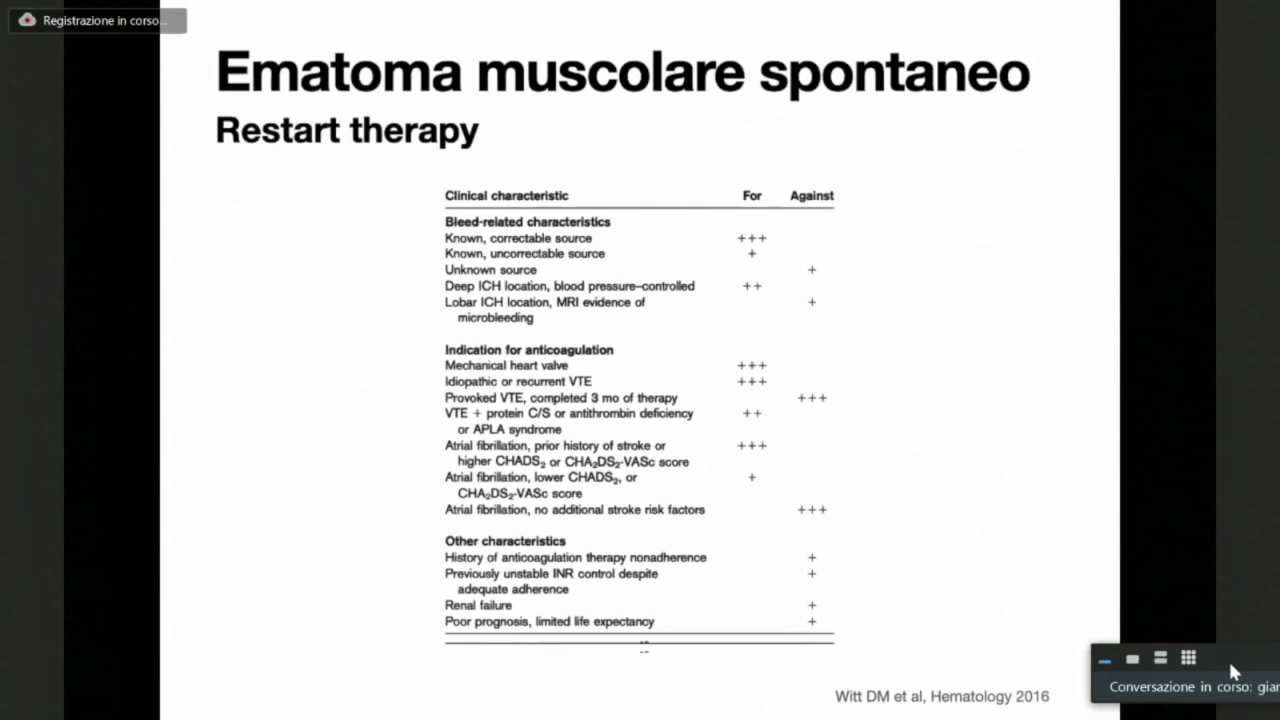 Registrazione in corso...
Ematoma muscolare spontaneo
Restart therapy
Clinical characteristic For Against
Bleed-related characteristics
Known, correctable source +++
Known, uncorrectable source +
Unknown source +
Deep ICH location, blood pressure–controlled ++
Lobar ICH location, MRI evidence of +
microbleeding
Indication for anticoagulation
Mechanical heart valve +++
Idiopathic or recurrent VTE +++
Provoked VTE, completed 3 mo of therapy +++
VTE + protein C/S or antithrombin deficiency ++
or APLA syndrome
Atrial fibrillation, prior history of stroke or +++
higher CHADS₂ or CHA₂DS₂-VASc score
Atrial fibrillation, lower CHADS₂, or +
CHA₂DS₂-VASc score
Atrial fibrillation, no additional stroke risk factors +++
Other characteristics
History of anticoagulation therapy nonadherence +
Previously unstable INR control despite +
adequate adherence
Renal failure +
Poor prognosis, limited life expectancy +
Witt DM et al, Hematology 2016
Conversazione in corso: giar